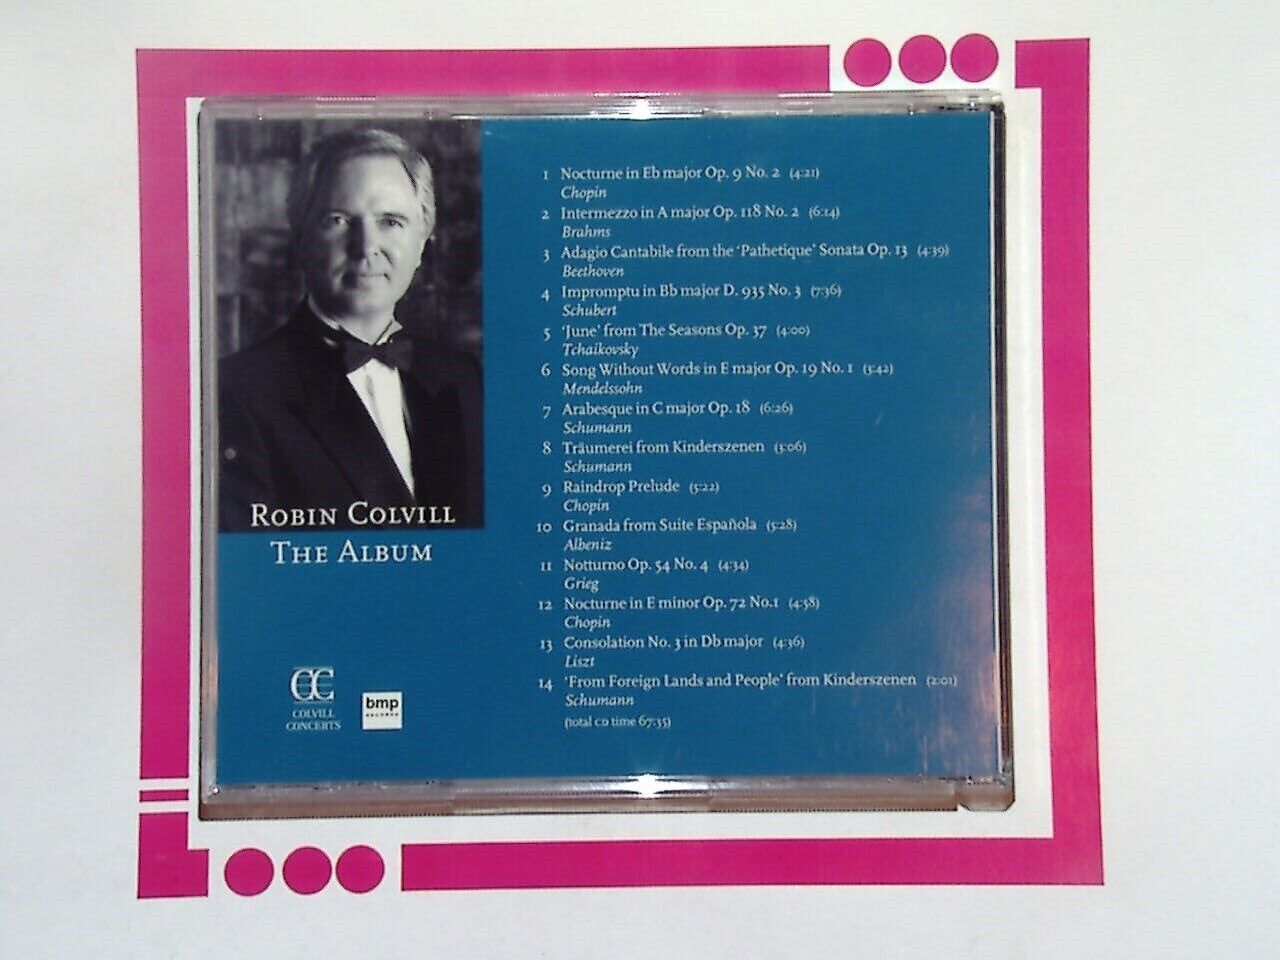 1 Nocturne in Eb major Op. 9 No. 2 (4:21)
Chopin
2 Intermezzo in A major Op. 118 No. 2 (6:14)
Brahms
3 Adagio Cantabile from the 'Pathetique' Sonata Op. 13 (4:39)
Beethoven
4 Impromptu in Bb major D. 935 No. 3 (7:36)
Schubert
5 'June' from The Seasons Op. 37 (4:00)
Tchaikovsky
6 Song Without Words in E major Op. 19 No. 1 (3:42)
Mendelssohn
7 Arabesque in C major Op. 18 (6:26)
Schumann
8 Träumerei from Kinderszenen (3:06)
Schumann
9 Raindrop Prelude (5:22)
Chopin
10 Granada from Suite Española (5:28)
Albeniz
11 Notturno Op. 54 No. 4 (4:34)
Grieg
12 Nocturne in E minor Op. 72 No.1 (4:58)
Chopin
13 Consolation No. 3 in Db major (4:36)
Liszt
14 'From Foreign Lands and People' from Kinderszenen (2:01)
Schumann
(total CD time 67:35)
ROBIN COLVILL
THE ALBUM
CC
COLVILL
CONCERTS
bmp
RECORDS